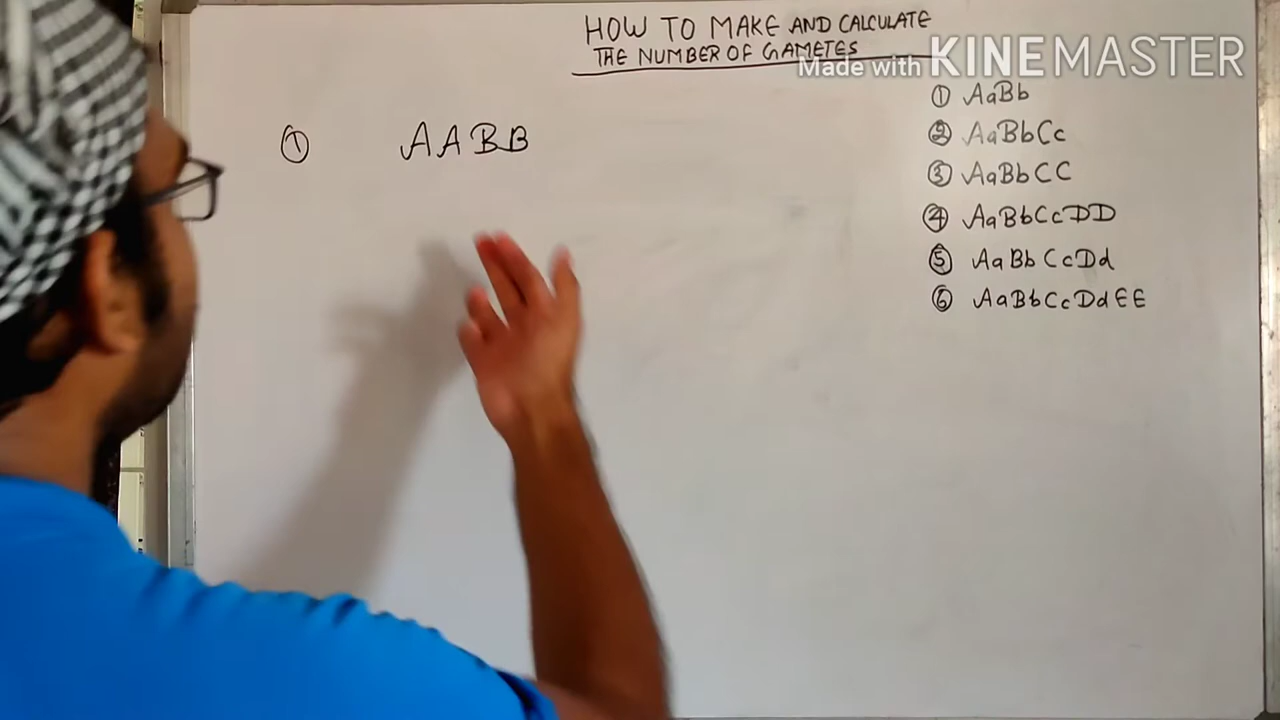 HOW TO MAKE AND CALCULATE
THE NUMBER OF GAMETES
Made with KINEMASTER
① AABB
① AaBb
② AaBbCc
③ AaBbCC
④ AaBbCcDD
⑤ AaBbCcDd
⑥ AaBbCcDdEE